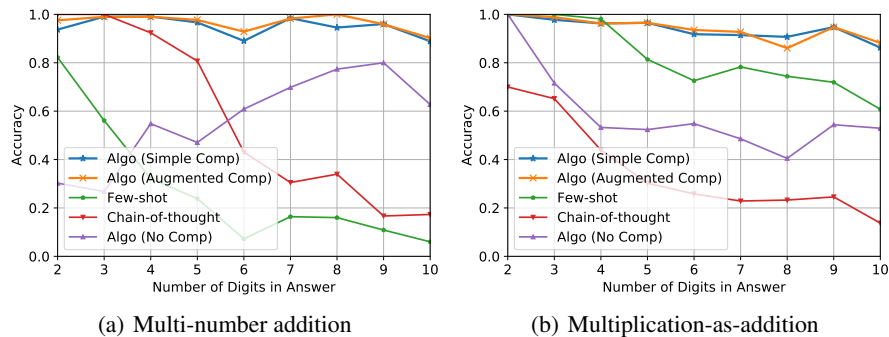 1.0
0.8
0.6
0.4
0.2
0.0
Accuracy
Algo (Simple Comp)
Algo (Augmented Comp)
Few-shot
Chain-of-thought
Algo (No Comp)
2 3 4 5 6 7 8 9 10
Number of Digits in Answer
(a) Multi-number addition
1.0
0.8
0.6
0.4
0.2
0.0
Accuracy
Algo (Simple Comp)
Algo (Augmented Comp)
Few-shot
Chain-of-thought
Algo (No Comp)
2 3 4 5 6 7 8 9 10
Number of Digits in Answer
(b) Multiplication-as-addition